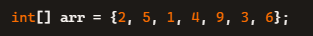 int[] arr = {2, 5, 1, 4, 9, 3, 6};